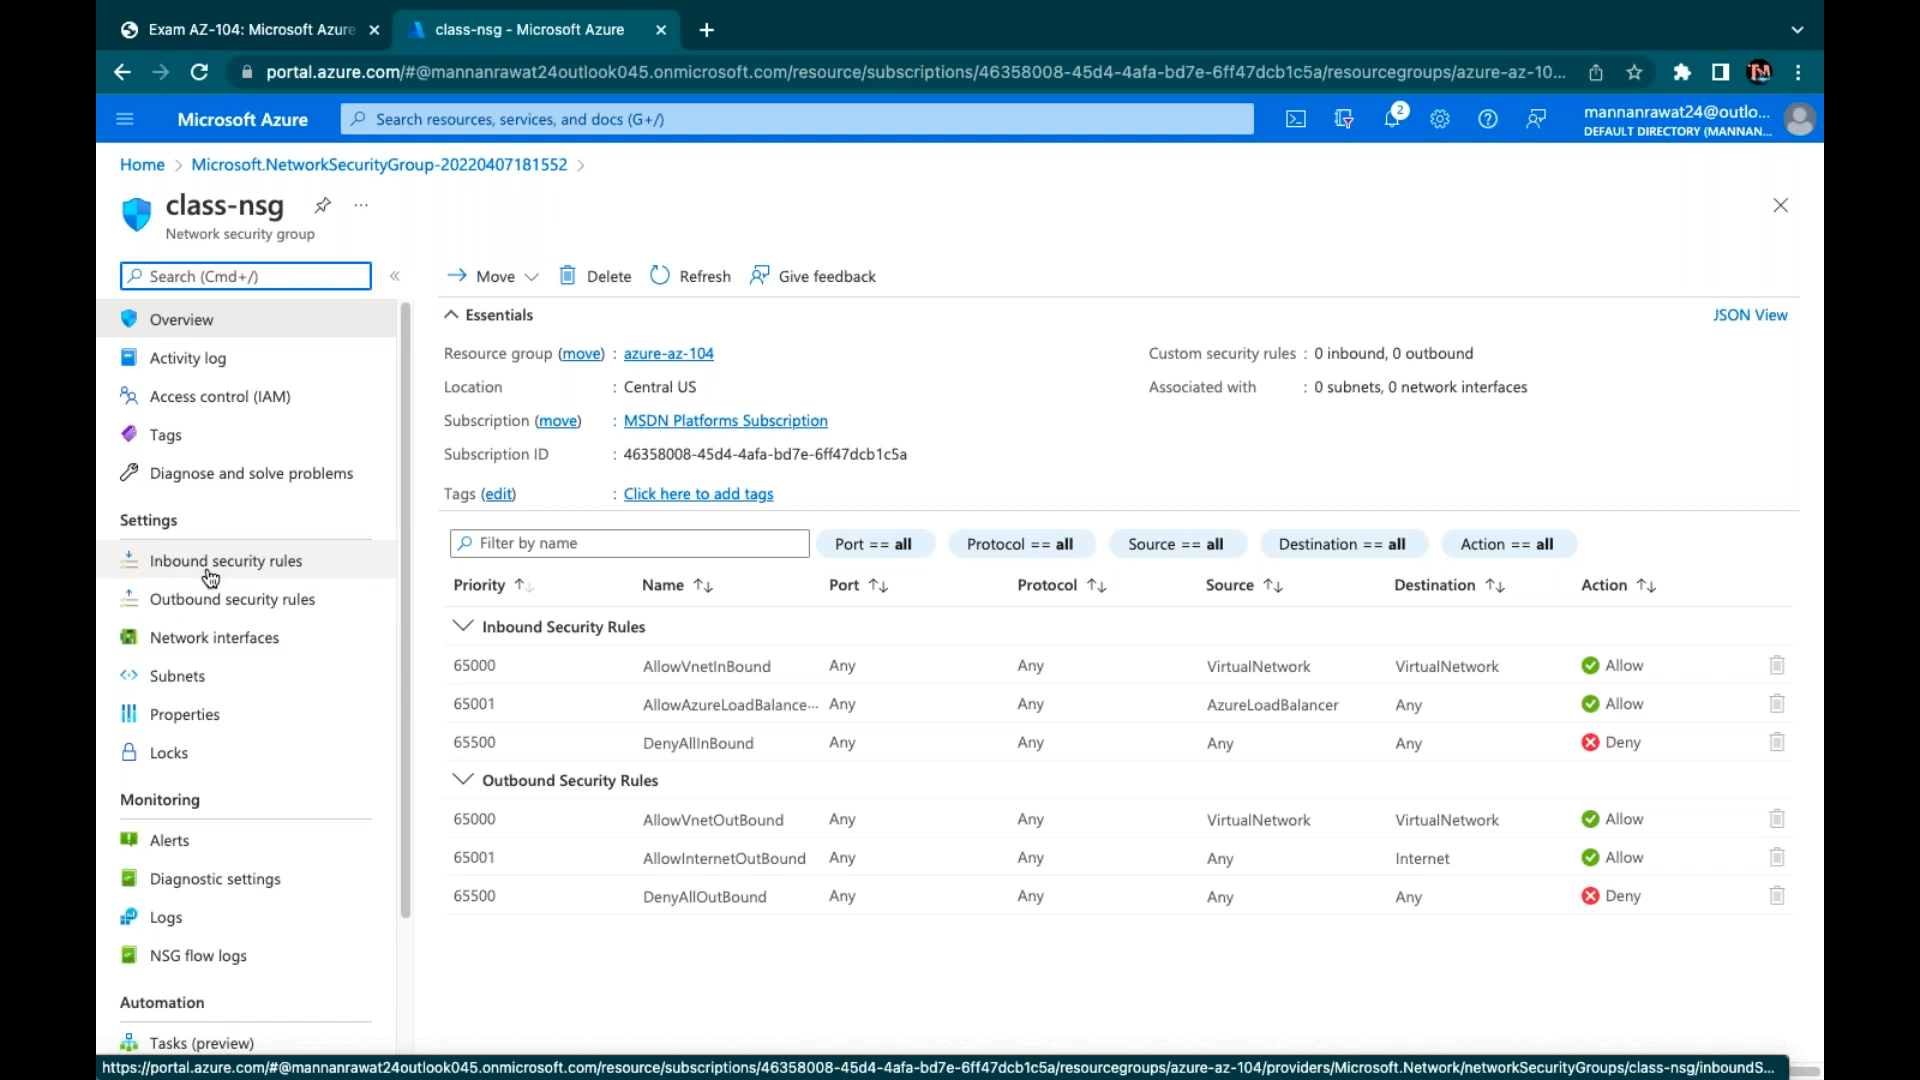 Exam AZ-104: Microsoft Azure
class-nsg - Microsoft Azure
portal.azure.com/#@mannanrawat24outlook045.onmicrosoft.com/resource/subscriptions/46358008-45d4-4afa-bd7e-6ff47dcb1c5a/resourcegroups/azure-az-10...
Microsoft Azure
Search resources, services, and docs (G+/)
2
mannanrawat24@outlo...
DEFAULT DIRECTORY (MANNAN...
Home > Microsoft.NetworkSecurityGroup-20220407181552 >
class-nsg
...
Network security group
Search (Cmd+/)
«
Move
Delete
Refresh
Give feedback
Overview
Activity log
Access control (IAM)
Tags
Diagnose and solve problems
Settings
Inbound security rules
Outbound security rules
Network interfaces
Subnets
Properties
Locks
Monitoring
Alerts
Diagnostic settings
Logs
NSG flow logs
Automation
Tasks (preview)
Essentials
JSON View
Resource group (move) : azure-az-104
Location : Central US
Subscription (move) : MSDN Platforms Subscription
Subscription ID : 46358008-45d4-4afa-bd7e-6ff47dcb1c5a
Tags (edit) : Click here to add tags
Custom security rules : 0 inbound, 0 outbound
Associated with : 0 subnets, 0 network interfaces
Filter by name
Port == all
Protocol == all
Source == all
Destination == all
Action == all
Priority ↑↓ Name ↑↓ Port ↑↓ Protocol ↑↓ Source ↑↓ Destination ↑↓ Action ↑↓
Inbound Security Rules
65000 AllowVnetInBound Any Any VirtualNetwork VirtualNetwork Allow
65001 AllowAzureLoadBalance... Any Any AzureLoadBalancer Any Allow
65500 DenyAllInBound Any Any Any Any Deny
Outbound Security Rules
65000 AllowVnetOutBound Any Any VirtualNetwork VirtualNetwork Allow
65001 AllowInternetOutBound Any Any Any Internet Allow
65500 DenyAllOutBound Any Any Any Any Deny
https://portal.azure.com/#@mannanrawat24outlook045.onmicrosoft.com/resource/subscriptions/46358008-45d4-4afa-bd7e-6ff47dcb1c5a/resourcegroups/azure-az-104/providers/Microsoft.Network/networkSecurityGroups/class-nsg/inboundS...